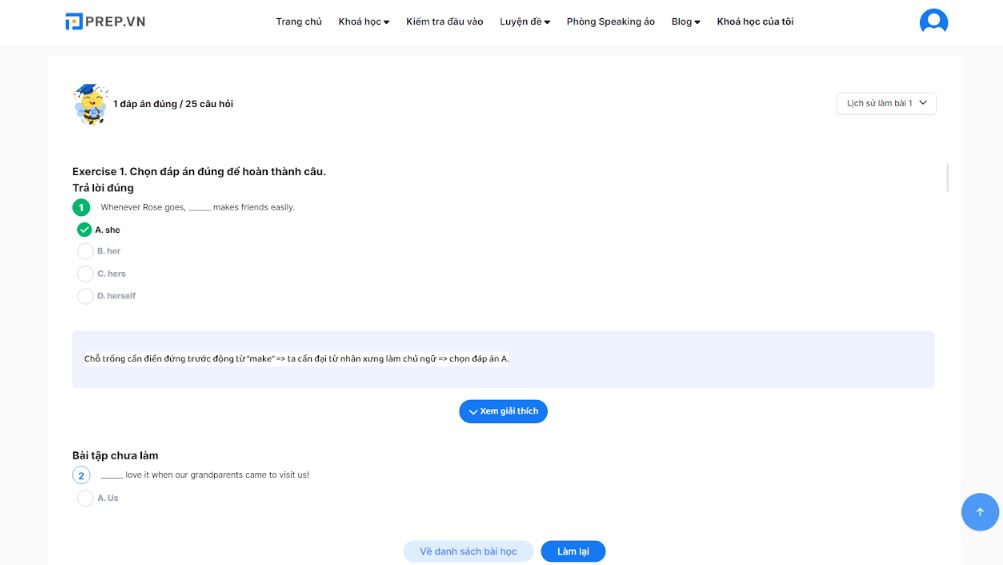 PREP.VN
Trang chủ Khoá học Kiểm tra đầu vào Luyện đề Phòng Speaking ảo Blog Khoá học của tôi
1 đáp án đúng / 25 câu hỏi
Lịch sử làm bài 1
Exercise 1. Chọn đáp án đúng để hoàn thành câu.
Trả lời đúng
1 Whenever Rose goes, _____ makes friends easily.
A. she
B. her
C. hers
D. herself
Chỗ trống cần điền đứng trước động từ "make" => ta cần đại từ nhân xưng làm chủ ngữ => chọn đáp án A.
Xem giải thích
Bài tập chưa làm
2 _____ love it when our grandparents came to visit us!
A. Us
Về danh sách bài học Làm lại